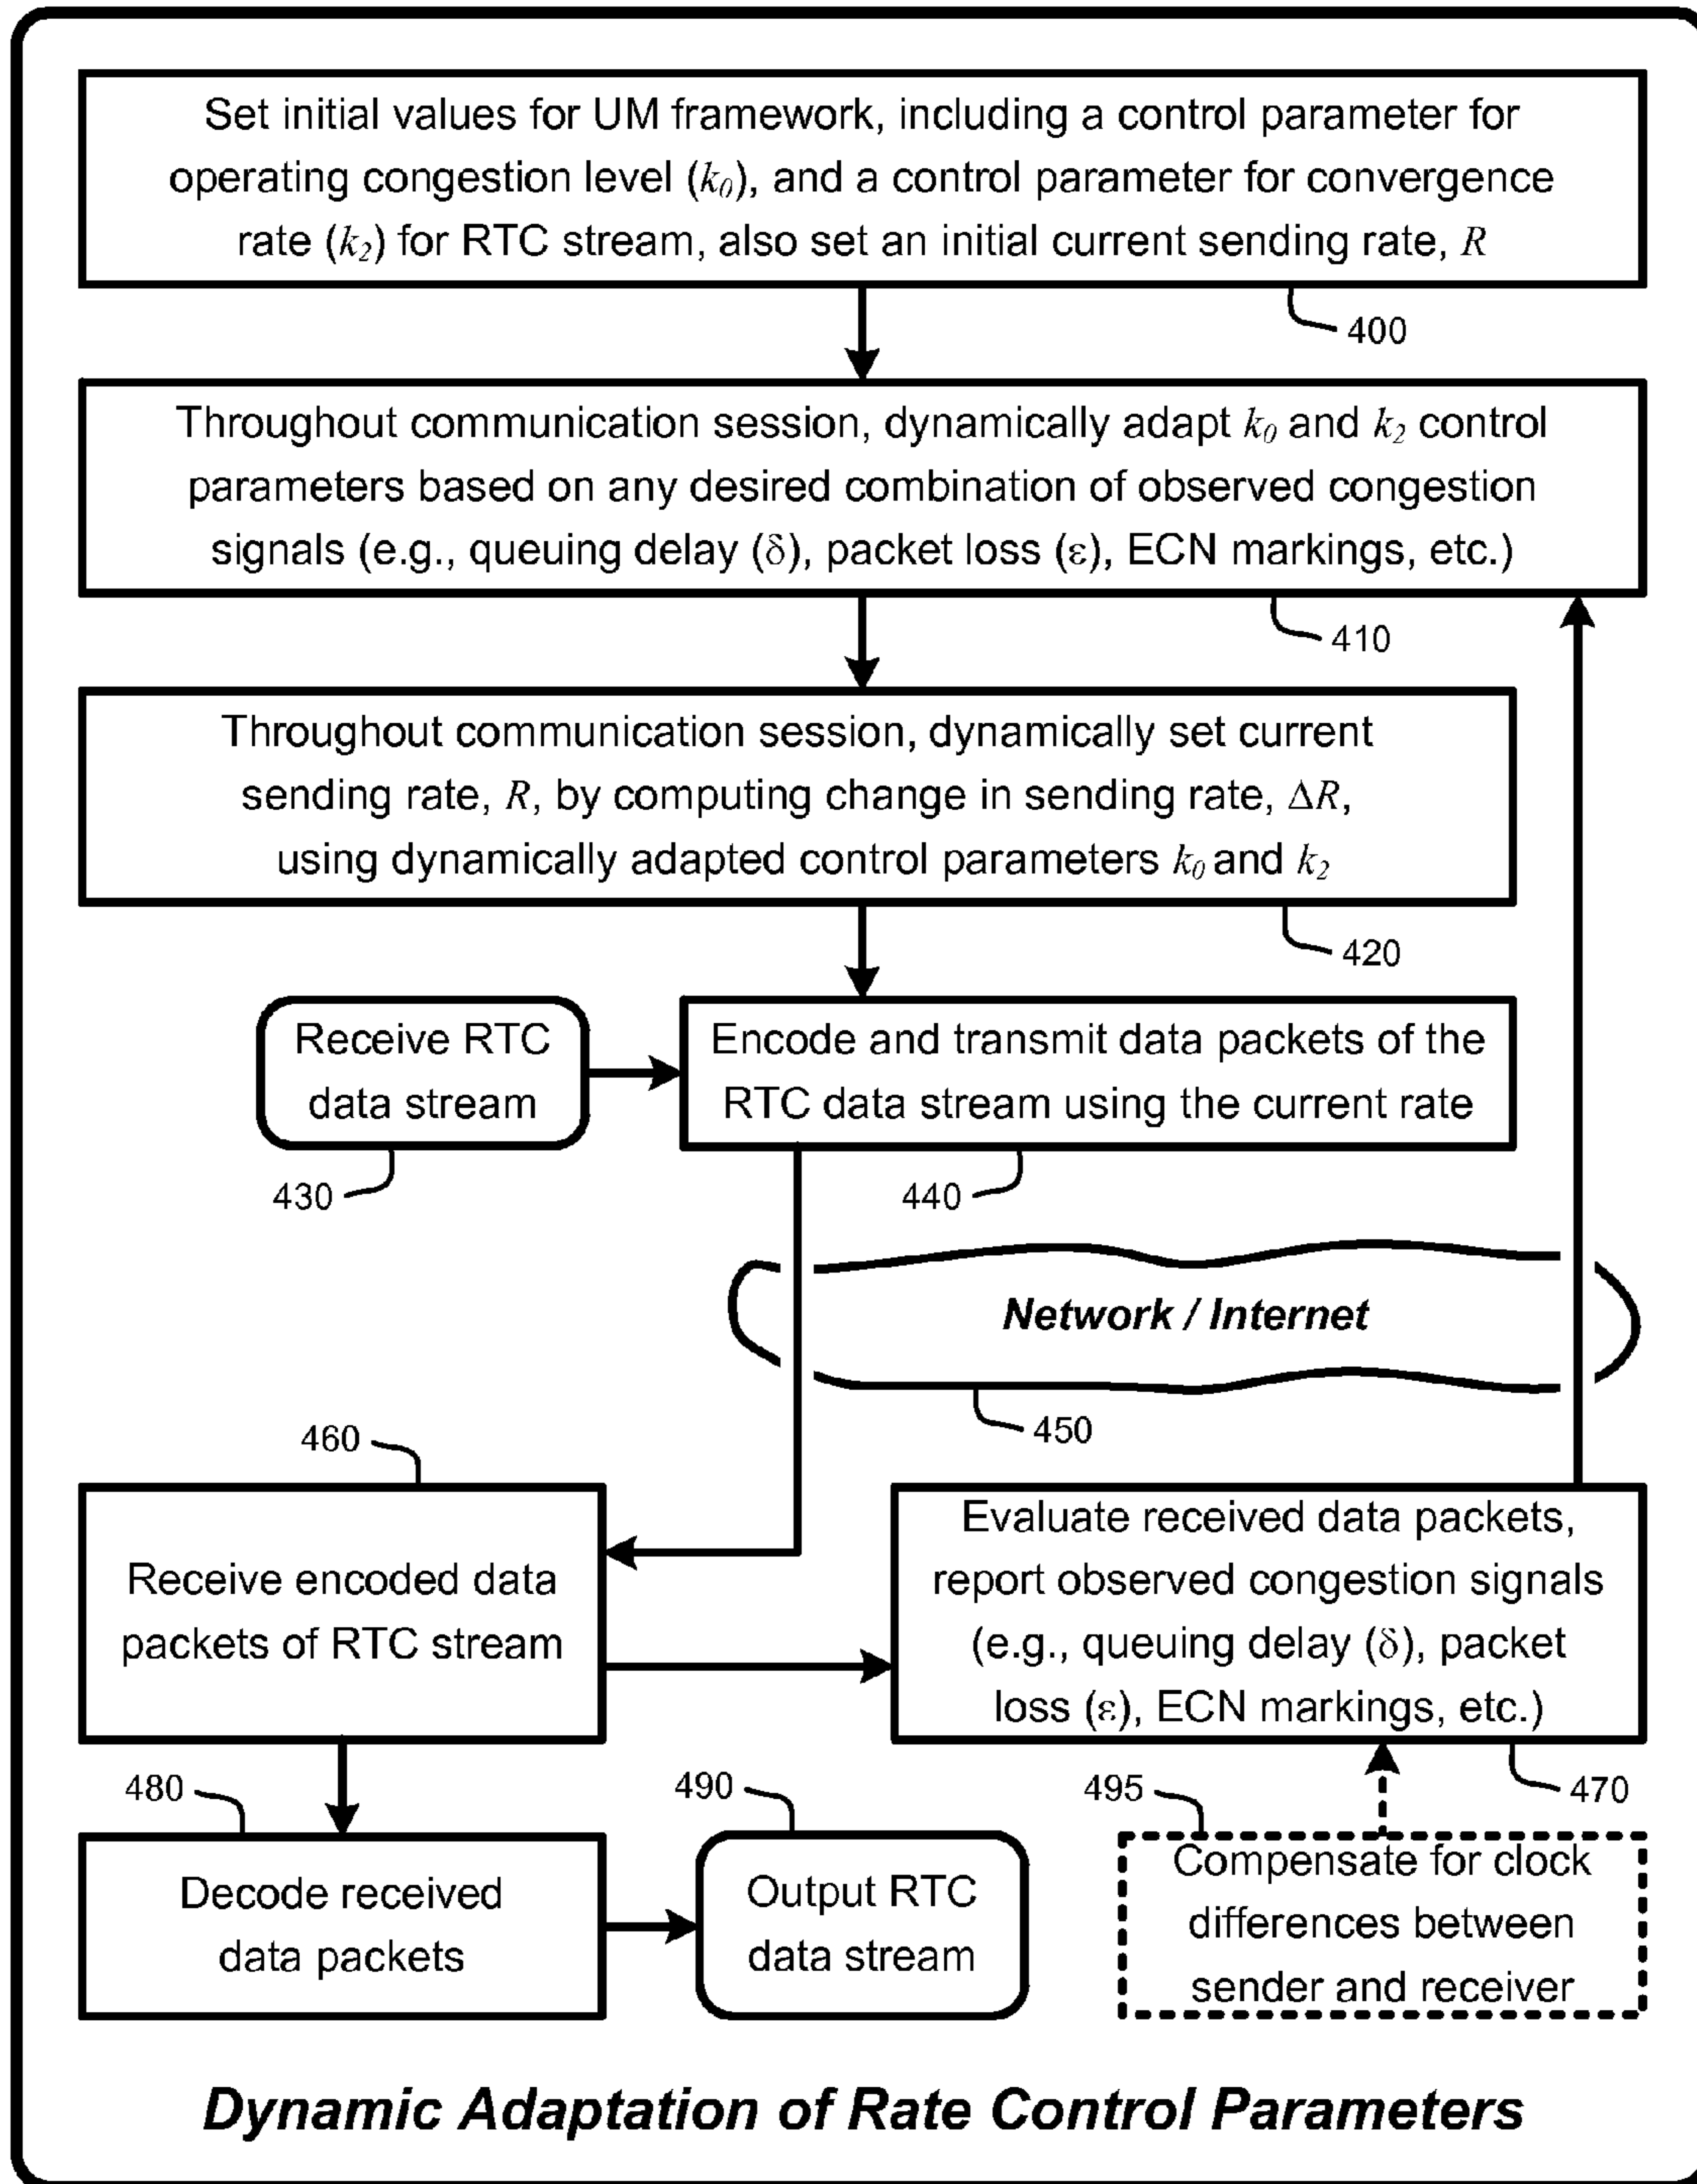 Set initial values for UM framework, including a control parameter for
operating congestion level (k₀), and a control parameter for convergence
rate (k₂) for RTC stream, also set an initial current sending rate, R
400
Throughout communication session, dynamically adapt k₀ and k₂ control
parameters based on any desired combination of observed congestion
signals (e.g., queuing delay (δ), packet loss (ε), ECN markings, etc.)
410
Throughout communication session, dynamically set current
sending rate, R, by computing change in sending rate, ΔR,
using dynamically adapted control parameters k₀ and k₂
420
Receive RTC
data stream
430
Encode and transmit data packets of the
RTC data stream using the current rate
440
Network / Internet
450
460
Receive encoded data
packets of RTC stream
Evaluate received data packets,
report observed congestion signals
(e.g., queuing delay (δ), packet
loss (ε), ECN markings, etc.)
470
480
Decode received
data packets
490
Output RTC
data stream
495
Compensate for clock
differences between
sender and receiver
Dynamic Adaptation of Rate Control Parameters